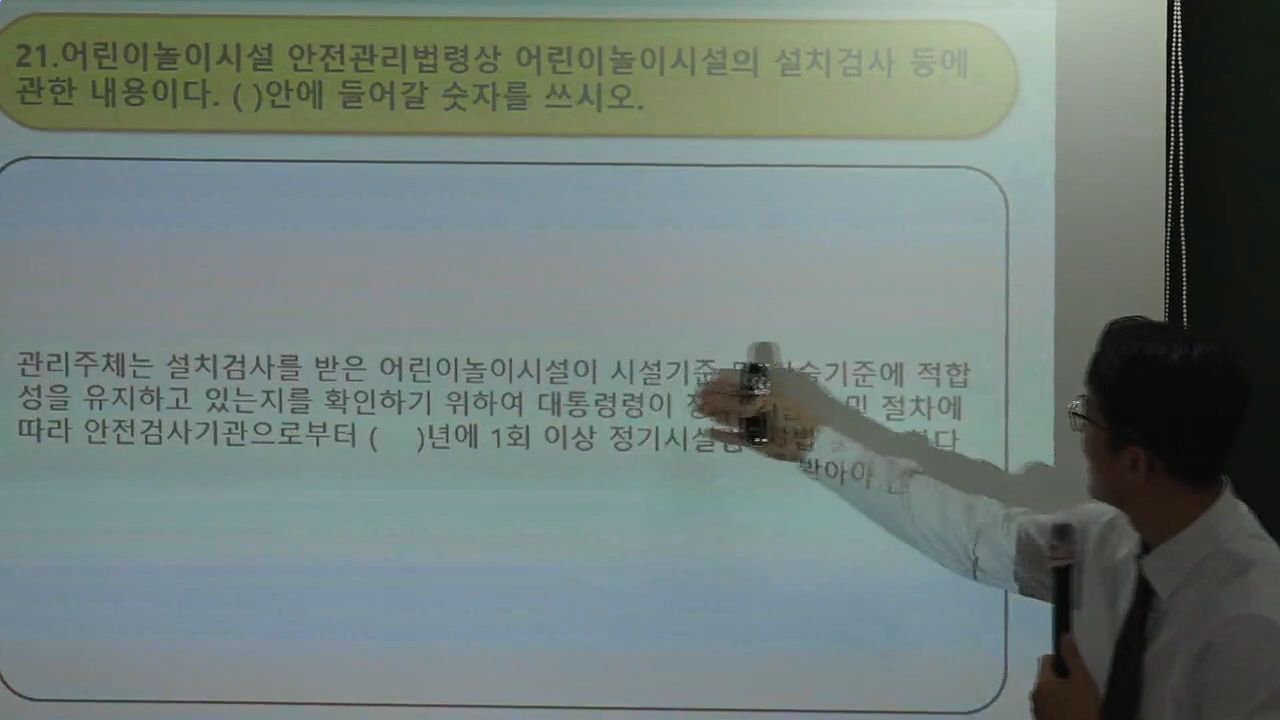 21.어린이놀이시설 안전관리법령상 어린이놀이시설의 설치검사 등에
관한 내용이다. ( )안에 들어갈 숫자를 쓰시오.
관리주체는 설치검사를 받은 어린이놀이시설이 시설기준 및 기술기준에 적합
성을 유지하고 있는지를 확인하기 위하여 대통령령이 및 절차에
따라 안전검사기관으로부터 ( )년에 1회 이상 정기시설
받아야